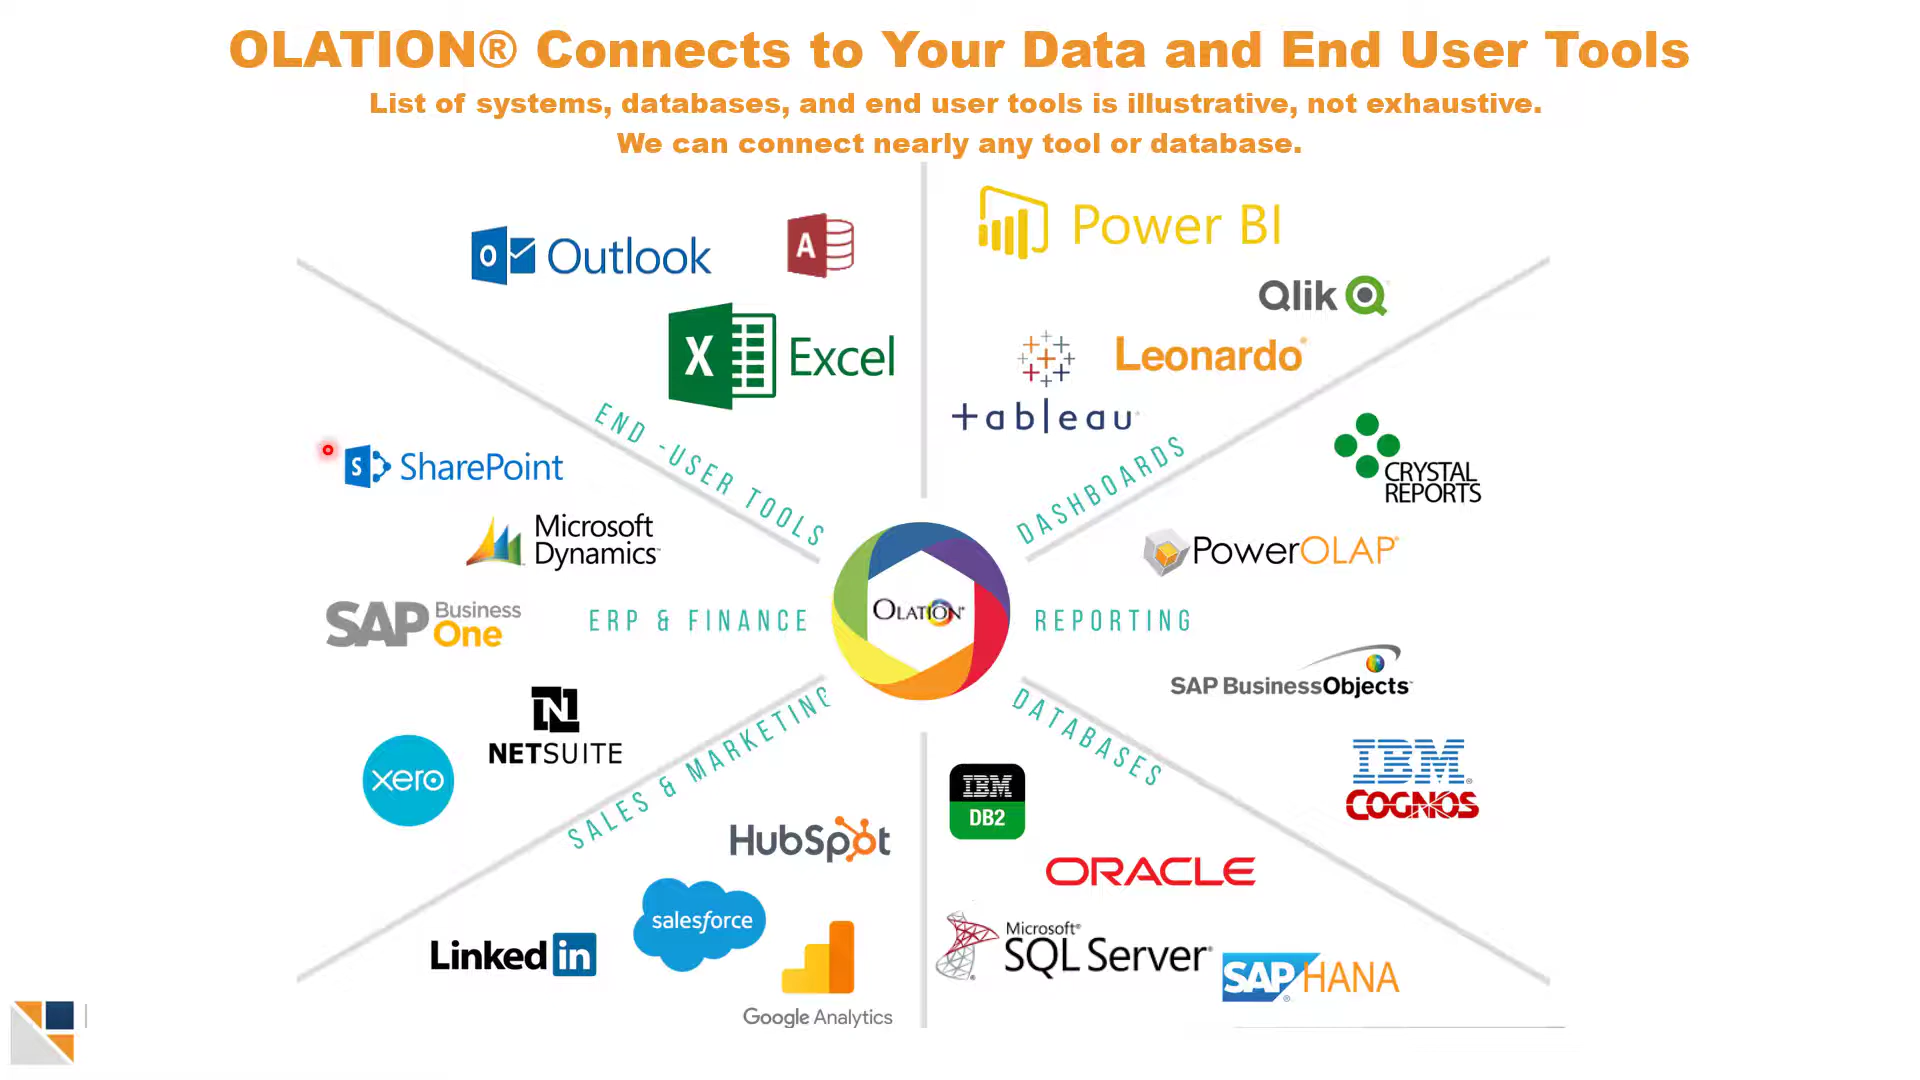 OLATION® Connects to Your Data and End User Tools
List of systems, databases, and end user tools is illustrative, not exhaustive.
We can connect nearly any tool or database.
Outlook
A
Excel
Power BI
Qlik
Leonardo®
+ableau
END -USER TOOLS
DASHBOARDS
SharePoint
Microsoft
Dynamics
CRYSTAL
REPORTS
PowerOLAP®
SAP Business
One
ERP & FINANCE
OLATION®
REPORTING
SAP BusinessObjects
NETSUITE
xero
SALES & MARKETING
DATABASES
IBM
DB2
IBM®
COGNOS
HubSpot
ORACLE
salesforce
Linked in
Google Analytics
Microsoft®
SQL Server®
SAP® HANA